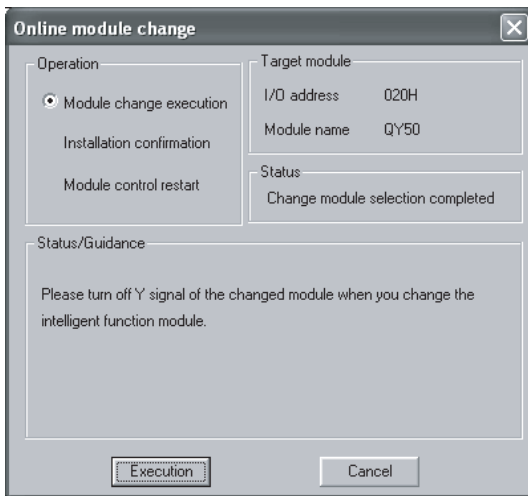 Online module change
Operation
Module change execution
Installation confirmation
Module control restart
Target module
I/O address 020H
Module name QY50
Status
Change module selection completed
Status/Guidance
Please turn off Y signal of the changed module when you change the
intelligent function module.
Execution Cancel